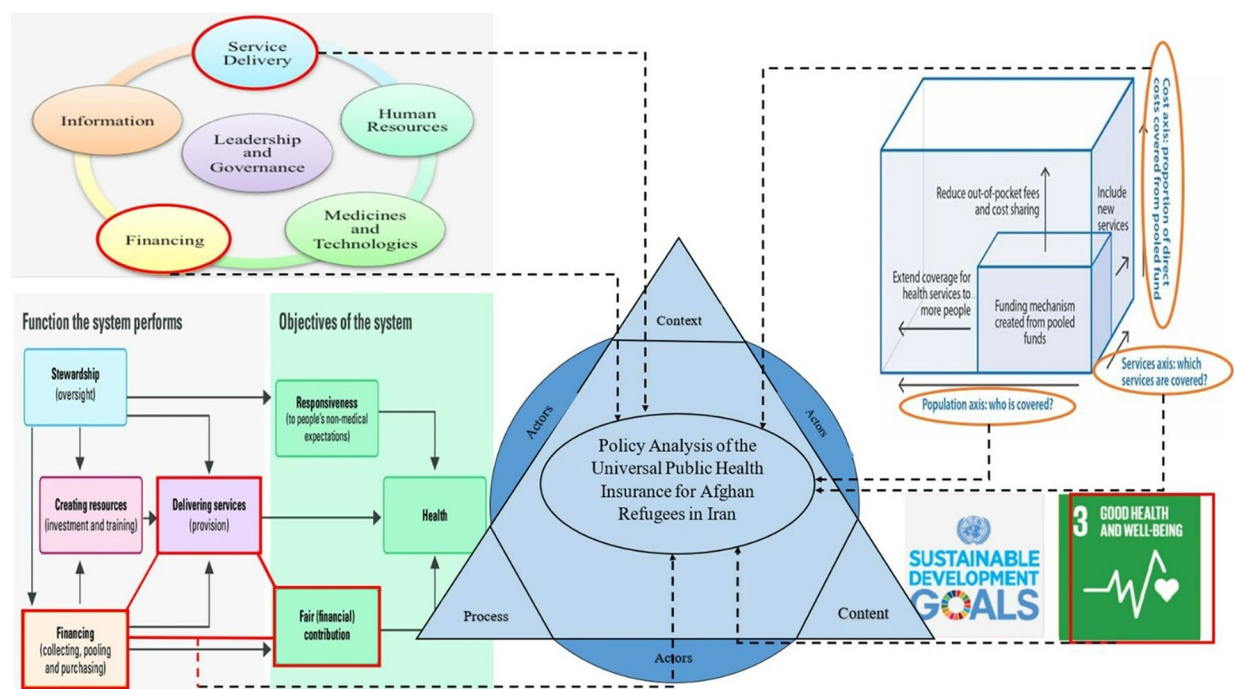 Service
Delivery
Information
Human
Resources
Leadership
and
Governance
Medicines
and
Technologies
Financing
Function the system performs
Objectives of the system
Stewardship
(oversight)
Responsiveness
(to people's non-medical
expectations)
Creating resources
(investment and training)
Delivering services
(provision)
Health
Financing
(collecting, pooling
and purchasing)
Fair (financial)
contribution
Context
Actors
Actors
Policy Analysis of the
Universal Public Health
Insurance for Afghan
Refugees in Iran
Process
Content
Actors
Cost axis: proportion of direct
costs covered from pooled fund
Reduce out-of-pocket fees
and cost sharing
Include
new
services
Extend coverage for
health services to
more people
Funding mechanism
created from pooled
funds
Services axis: which
services are covered?
Population axis: who is covered?
SUSTAINABLE
DEVELOPMENT
GOALS
3 GOOD HEALTH
AND WELL-BEING